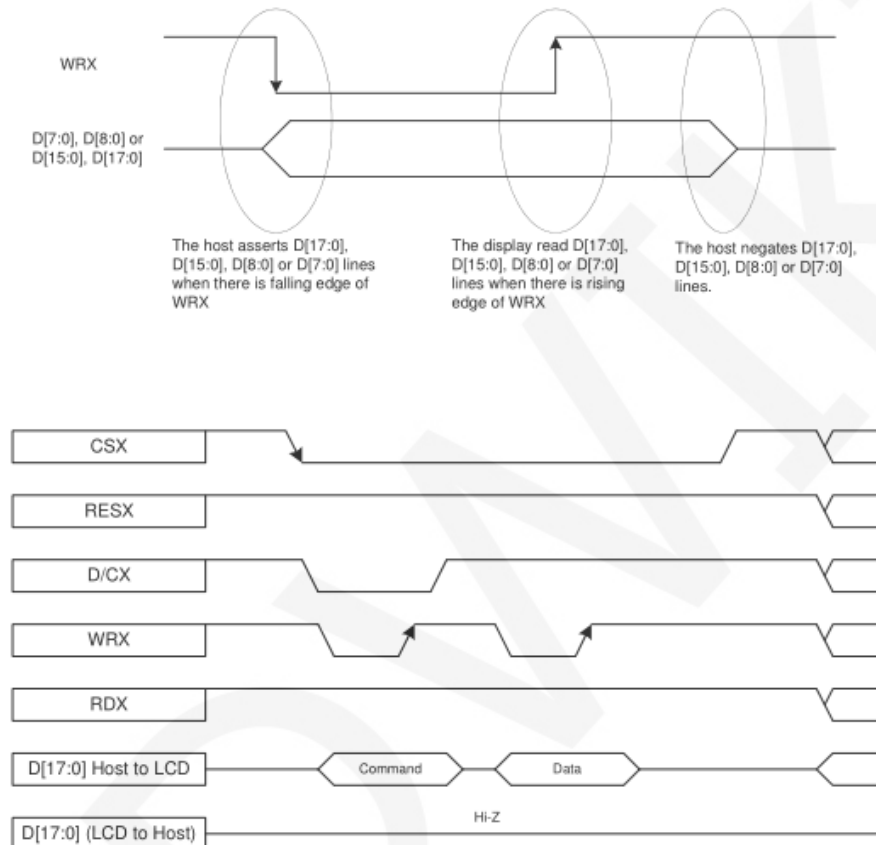 WRX
D[7:0], D[8:0] or
D[15:0], D[17:0]
The host asserts D[17:0],
D[15:0], D[8:0] or D[7:0] lines
when there is falling edge of
WRX
The display read D[17:0],
D[15:0], D[8:0] or D[7:0]
lines when there is rising
edge of WRX
The host negates D[17:0],
D[15:0], D[8:0] or D[7:0]
lines.
CSX
RESX
D/CX
WRX
RDX
D[17:0] Host to LCD
Command
Data
Hi-Z
D[17:0] (LCD to Host)